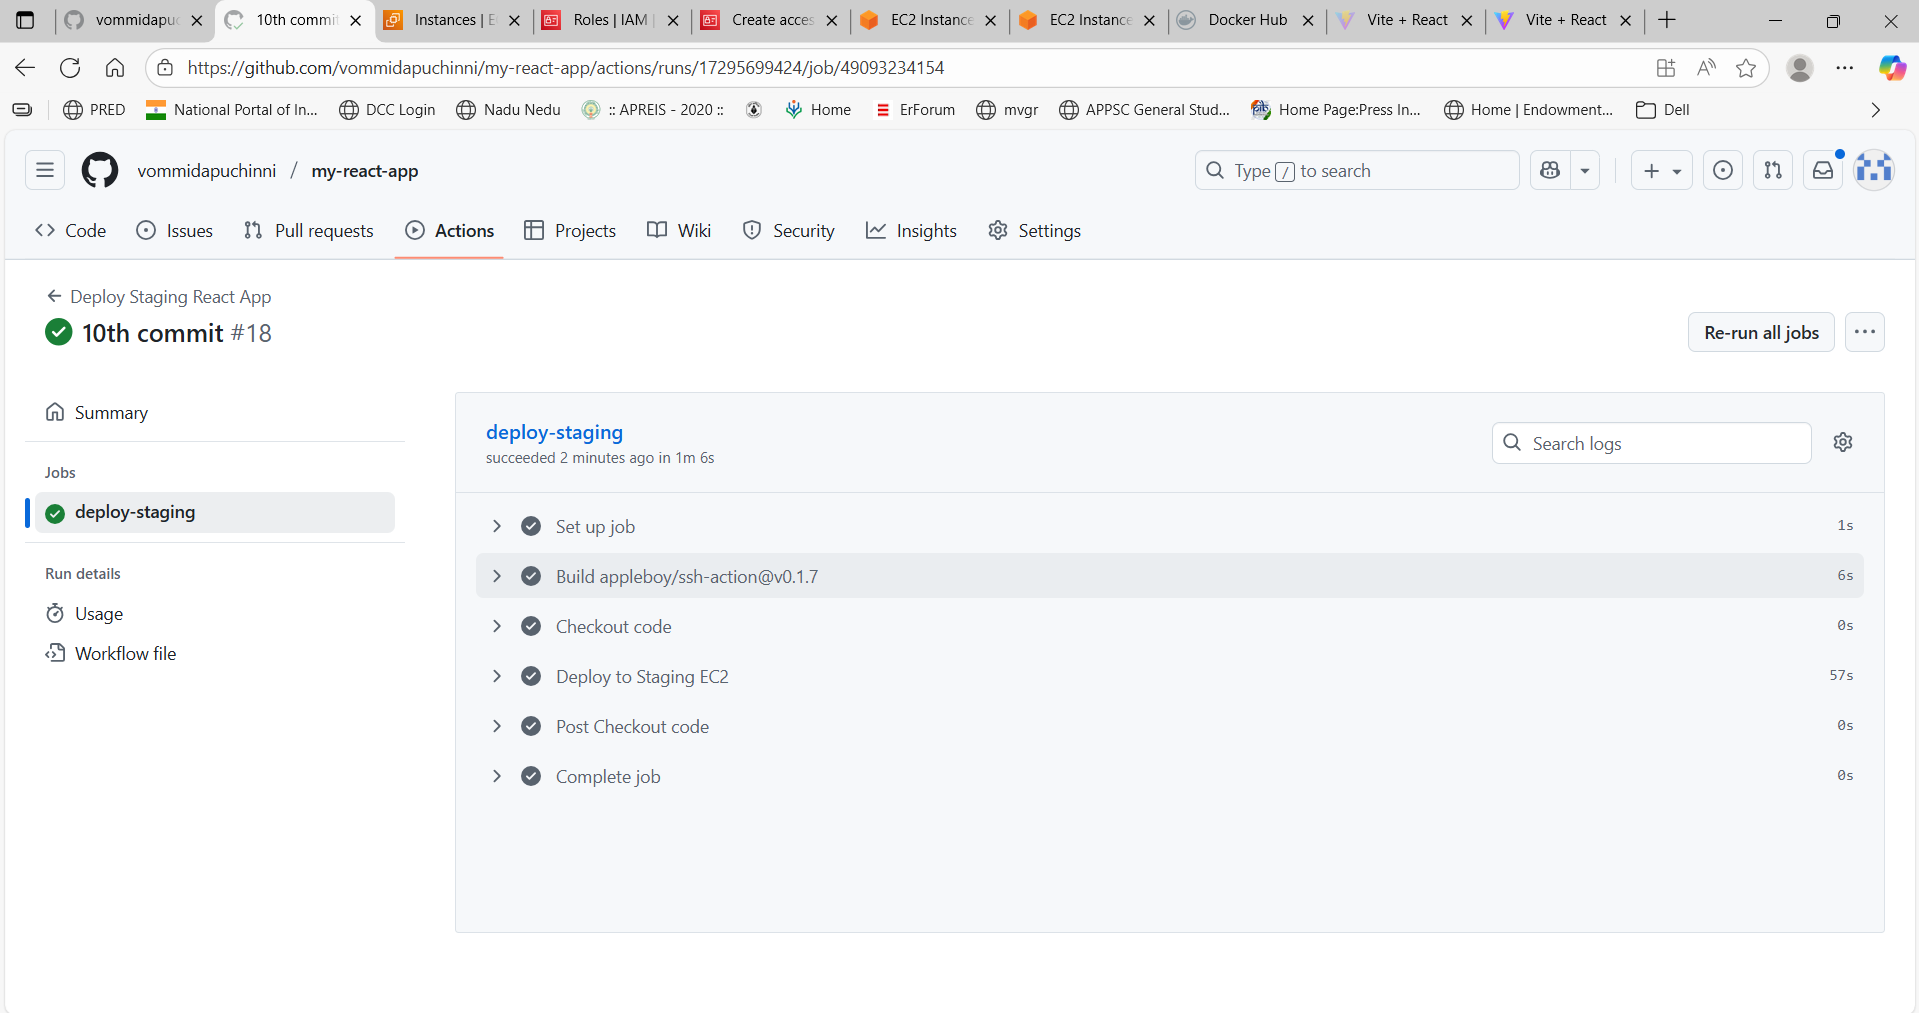 vommidapuc
10th commit
Instances | E
Roles | IAM |
Create acces
EC2 Instance
EC2 Instance
Docker Hub
Vite + React
Vite + React
https://github.com/vommidapuchinni/my-react-app/actions/runs/17295699424/job/49093234154
PRED
National Portal of In...
DCC Login
Nadu Nedu
:: APREIS - 2020 ::
Home
ErForum
mvgr
APPSC General Stud...
Home Page:Press In...
Home | Endowment...
Dell
vommidapuchinni / my-react-app
Type / to search
Code
Issues
Pull requests
Actions
Projects
Wiki
Security
Insights
Settings
Deploy Staging React App
10th commit #18
Re-run all jobs
Summary
Jobs
deploy-staging
Run details
Usage
Workflow file
deploy-staging
succeeded 2 minutes ago in 1m 6s
Search logs
Set up job 1s
Build appleboy/ssh-action@v0.1.7 6s
Checkout code 0s
Deploy to Staging EC2 57s
Post Checkout code 0s
Complete job 0s